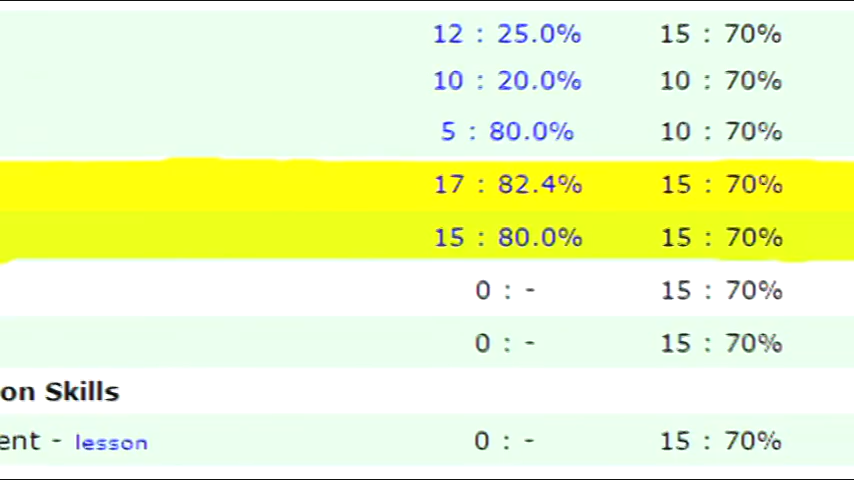 12 : 25.0% 15 : 70%
10 : 20.0% 10 : 70%
5 : 80.0% 10 : 70%
17 : 82.4% 15 : 70%
15 : 80.0% 15 : 70%
0 : - 15 : 70%
0 : - 15 : 70%
on Skills
ent - lesson 0 : - 15 : 70%